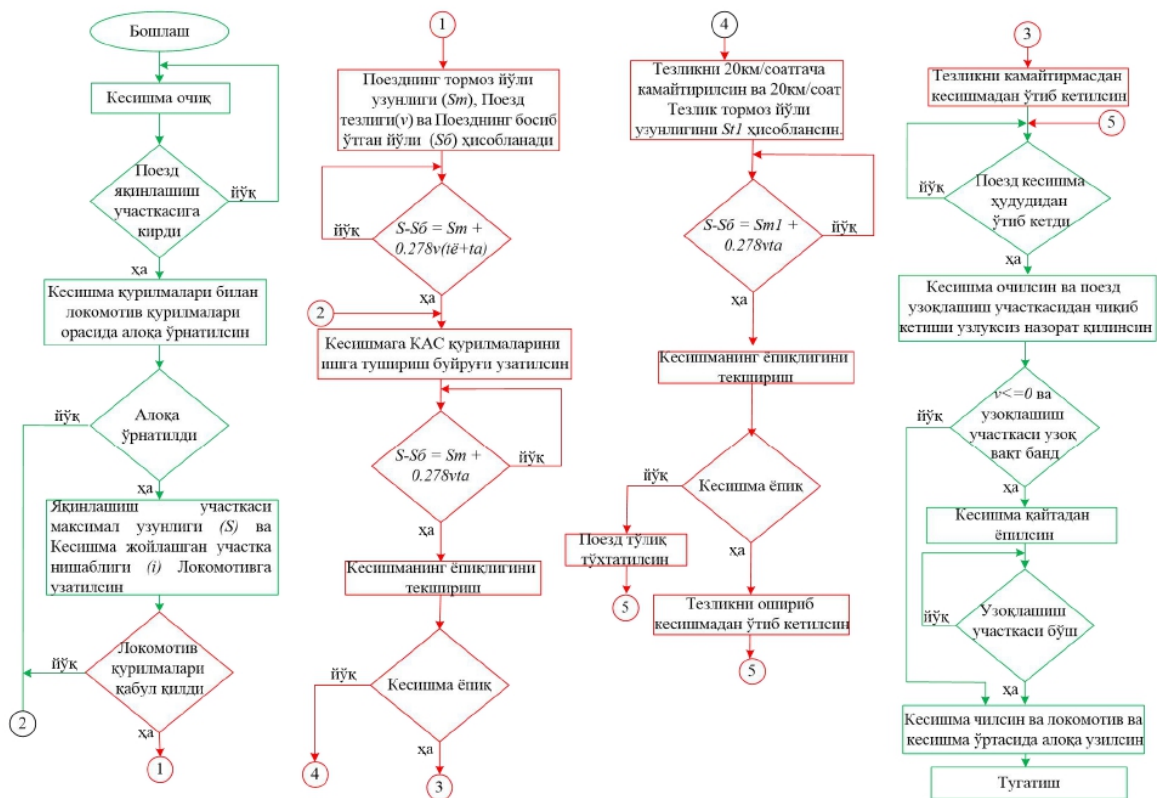 Бошлаш
Кесишма очиқ
Поезд
яқинлашиш
участкасига
кирди
йўқ
ҳа
Кесишма қурилмалари билан
локомотив қурилмалари
орасида алоқа ўрнатилсин
йўқ
Алоқа
ўрнатилди
ҳа
Яқинлашиш участкаси
максимал узунлиги (S) ва
Кесишма жойлашган участка
нишаблиги (i) Локомотивга
узатилсин
йўқ
Локомотив
қурилмалари
қабул қилди
2
ҳа
1
1
Поезднинг тормоз йўли
узунлиги (Sт), Поезд
тезлиги(v) ва Поезднинг босиб
ўтган йўли (Sб) ҳисобланади
йўқ
S-Sб = Sт +
0.278v(tё+ta)
ҳа
2
Кесишмага КАС қурилмаларини
ишга тушириш буйруғи узатилсин
S-Sб = Sт +
0.278vta
йўқ
ҳа
Кесишманинг ёпиқлигини
текшириш
йўқ
Кесишма ёпиқ
ҳа
4
3
4
Тезликни 20км/соатгача
камайтирилсин ва 20км/соат
Тезлик тормоз йўли
узунлигини St1 ҳисоблансин.
S-Sб = Sт1 +
0.278vta
йўқ
ҳа
Кесишманинг ёпиқлигини
текшириш
йўқ
Кесишма ёпиқ
Поезд тўлиқ
тўхтатилсин
ҳа
5
Тезликни ошириб
кесишмадан ўтиб кетилсин
5
3
Тезликни камайтирмасдан
кесишмадан ўтиб кетилсин
5
йўқ
Поезд кесишма
ҳудудидан
ўтиб кетди
ҳа
Кесишма очилсин ва поезд
узоқлашиш участкасидан чиқиб
кетиши узлуксиз назорат қилинсин
йўқ
v<=0 ва
узоқлашиш
участкаси узоқ
вақт банд
ҳа
Кесишма қайтадан
ёпилсин
йўқ
Узоқлашиш
участкаси бўш
ҳа
Кесишма чилсин ва локомотив ва
кесишма ўртасида алоқа узилсин
Тугатиш